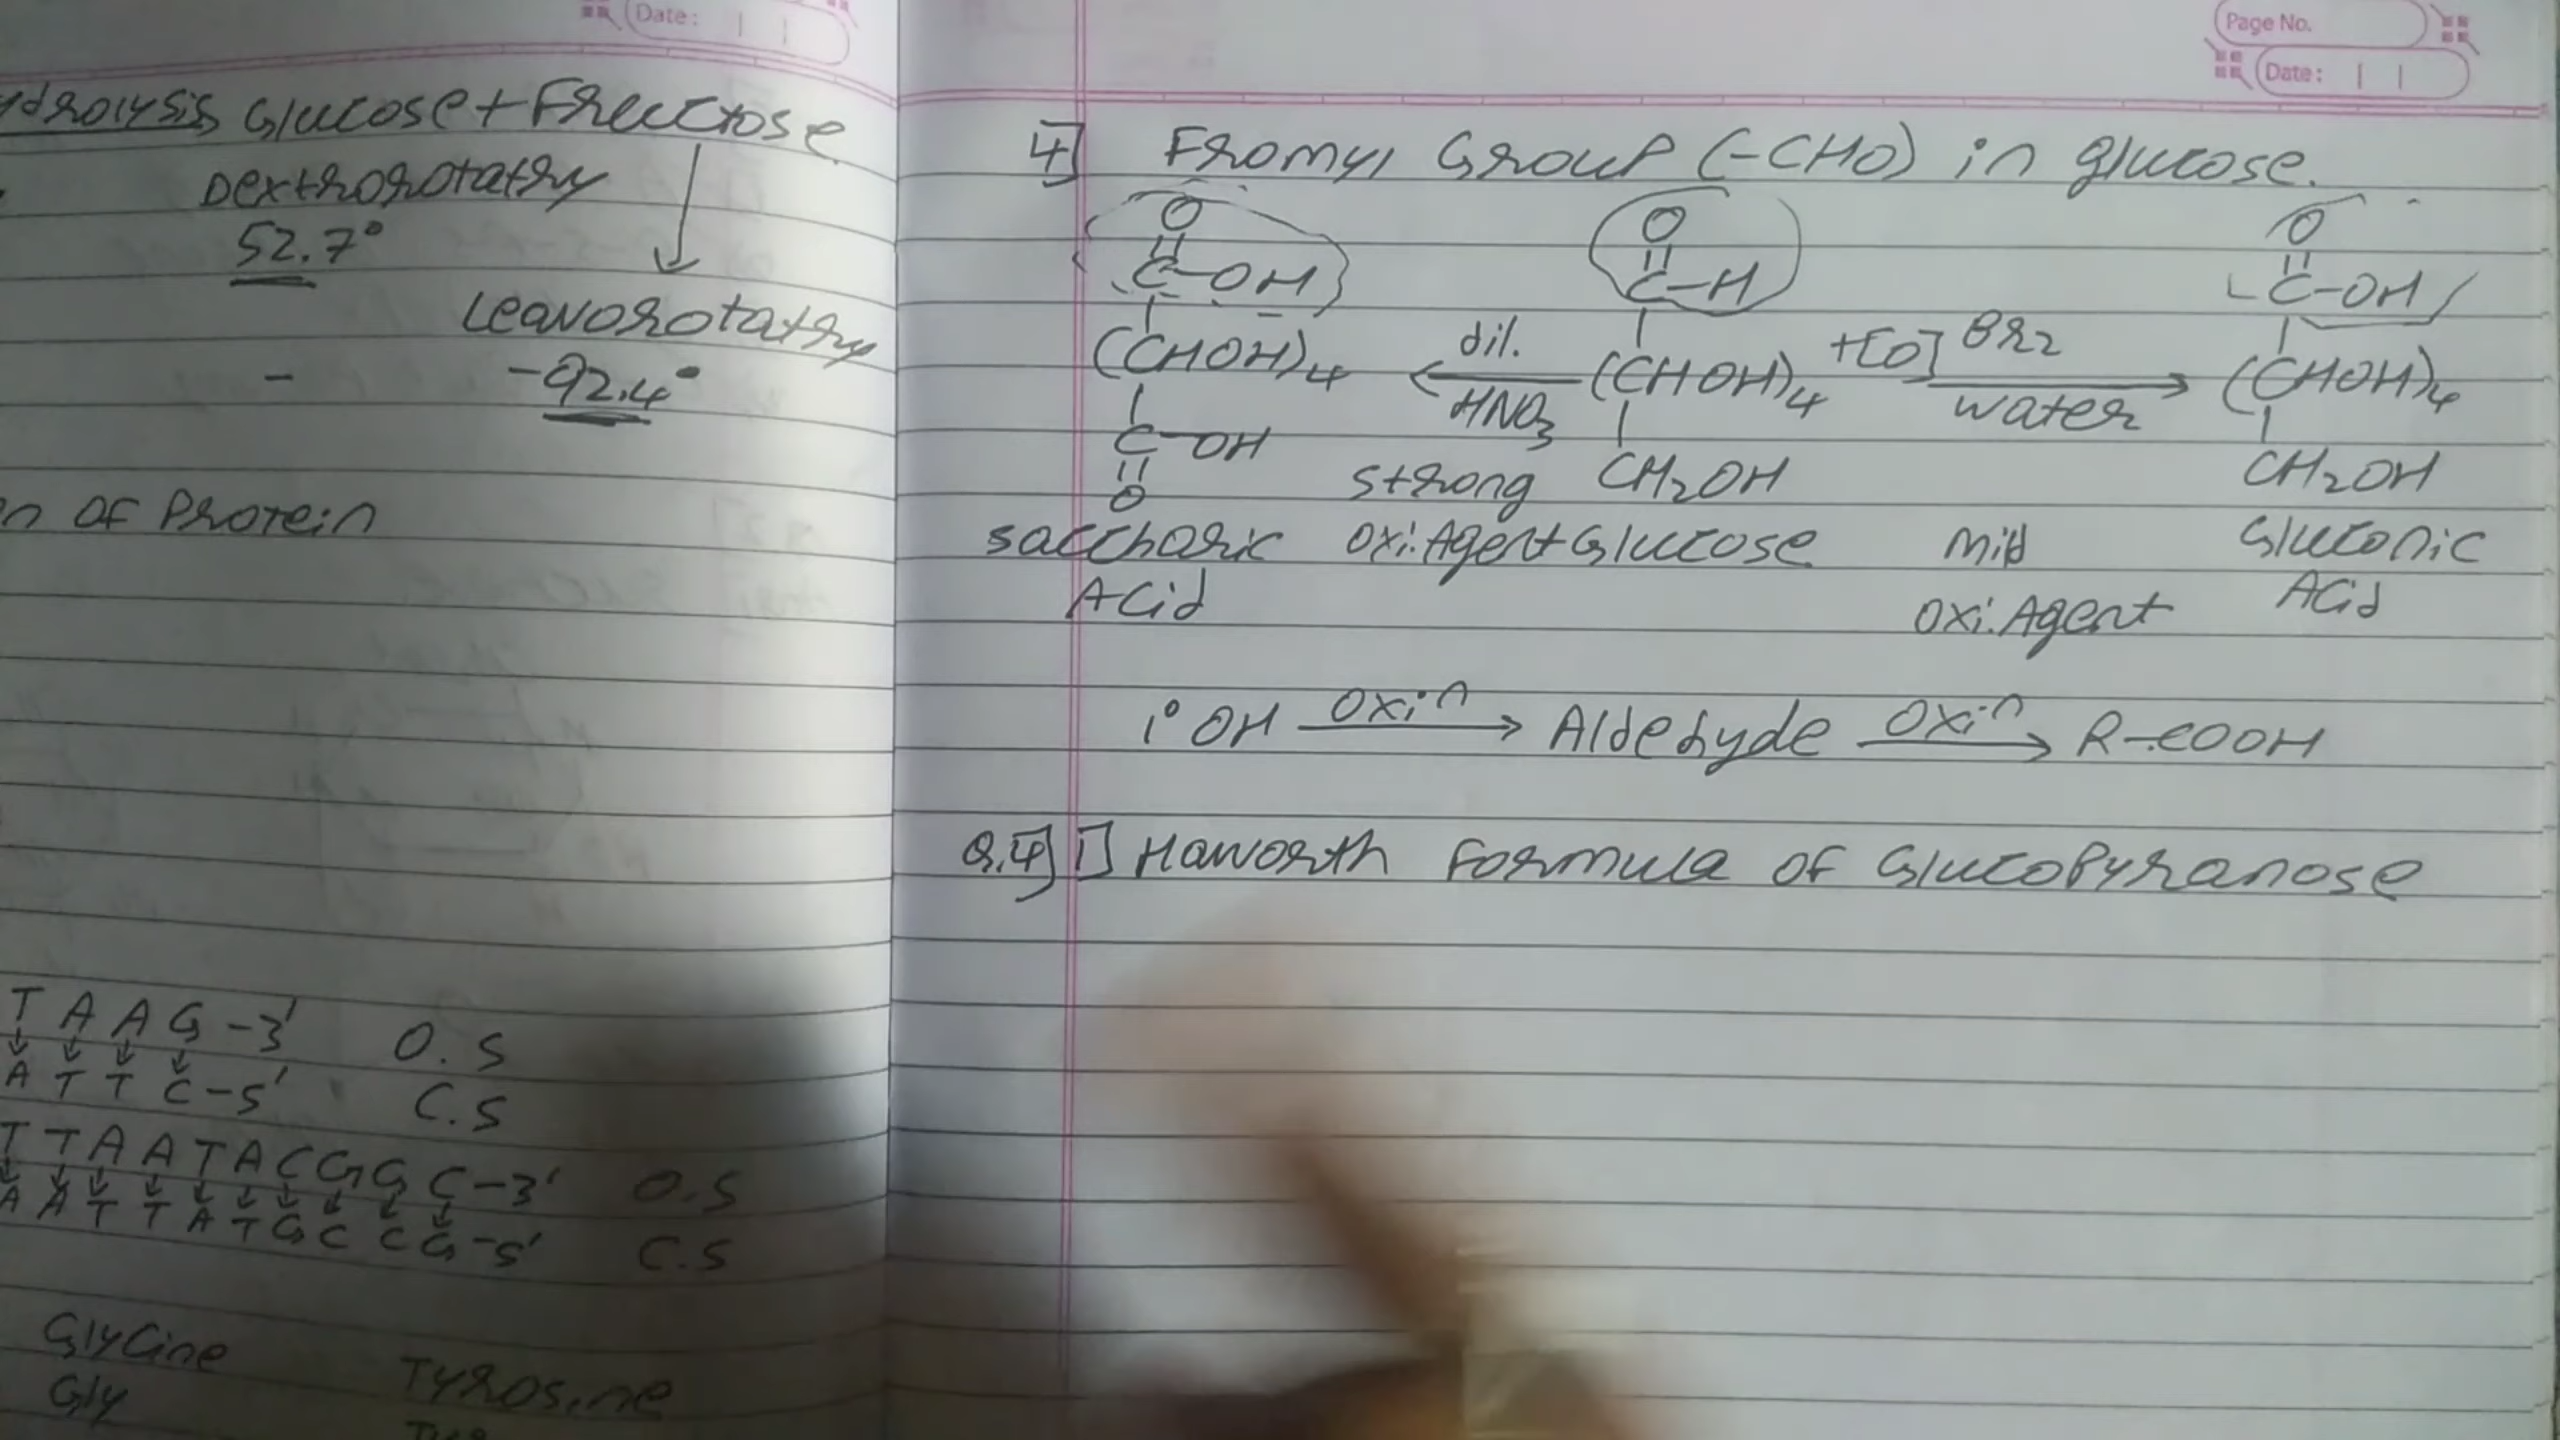 Date:
ydrolysis Glucose+Fructose
Dextrorotatry
52.7°
Leavorotatry
- -92.4°
n of Protein
T A A G -3' O.S
A T T C-5' C.S
T T A A T A C G G C -3' O.S
A A T T A T G C C G -5' C.S
Glycine Tyrosine
Gly
Page No.
Date:
4] Fromyl Group (-CHO) in glucose.
O O O
C-OH C-H C-OH
(CHOH)4 dil. HNO3 (CHOH)4 +[O] Br2 water (CHOH)4
C-OH strong CH2OH CH2OH
O
saccharic Oxi.Agent Glucose mild Gluconic
Acid Oxi.Agent Acid
1° OH Oxin Aldehyde Oxin R-COOH
Q.4] 1] Haworth Formula of Glucopyranose